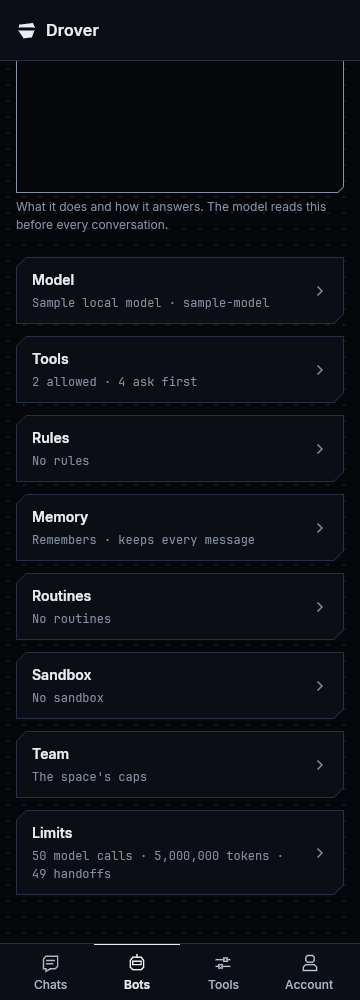 Drover
What it does and how it answers. The model reads this
before every conversation.
Model
Sample local model · sample-model
Tools
2 allowed · 4 ask first
Rules
No rules
Memory
Remembers · keeps every message
Routines
No routines
Sandbox
No sandbox
Team
The space's caps
Limits
50 model calls · 5,000,000 tokens ·
49 handoffs
Chats
Bots
Tools
Account